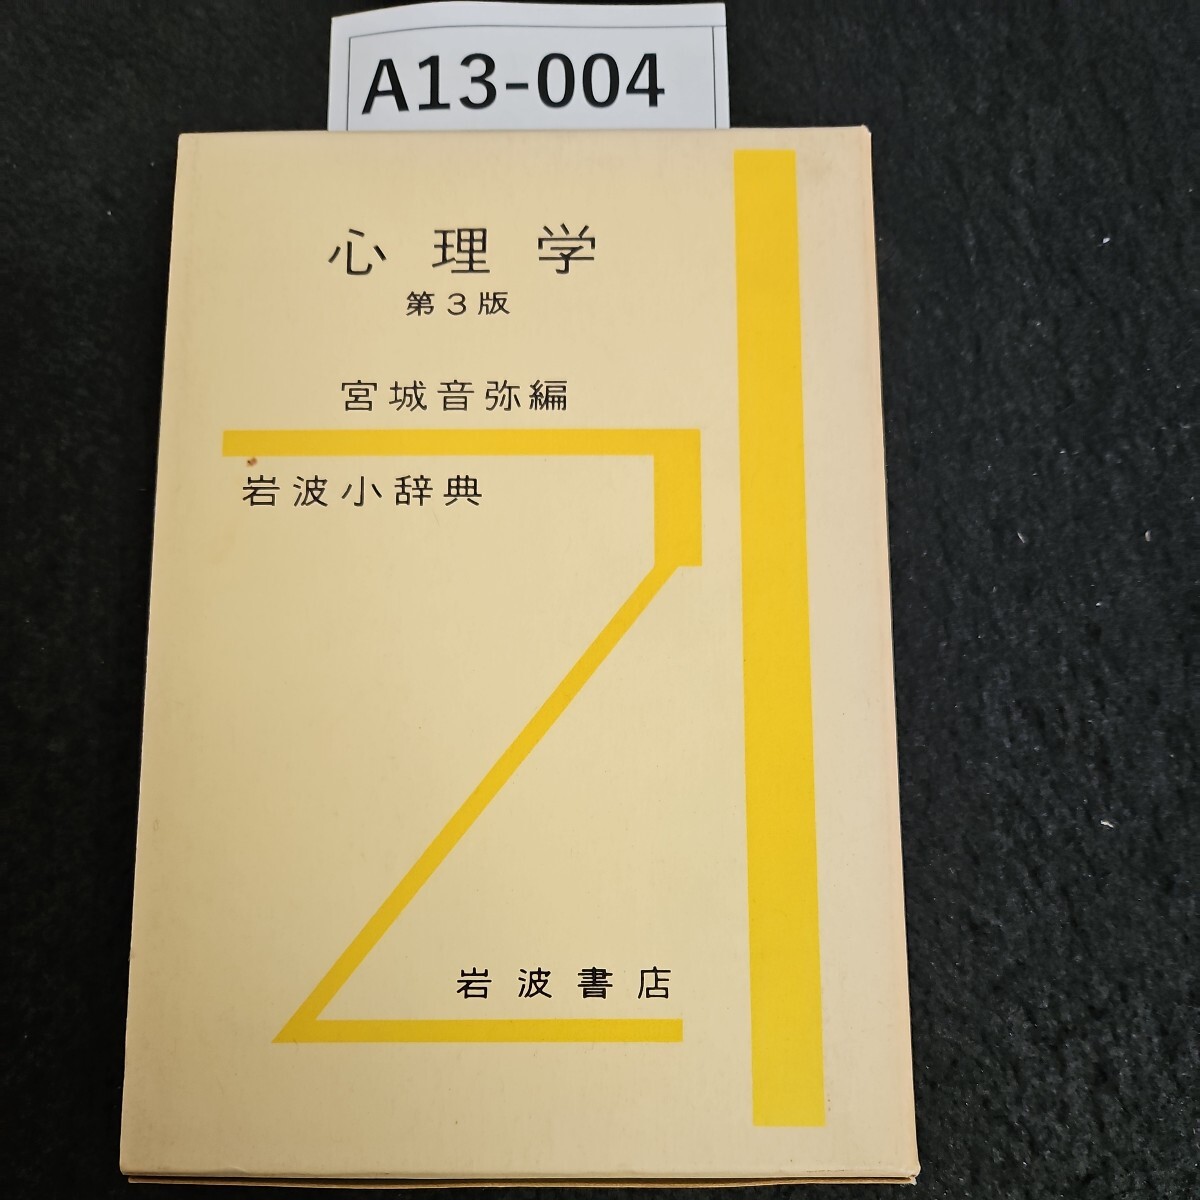 A13-004
心理学
第3版
宮城音弥編
岩波小辞典
岩波書店